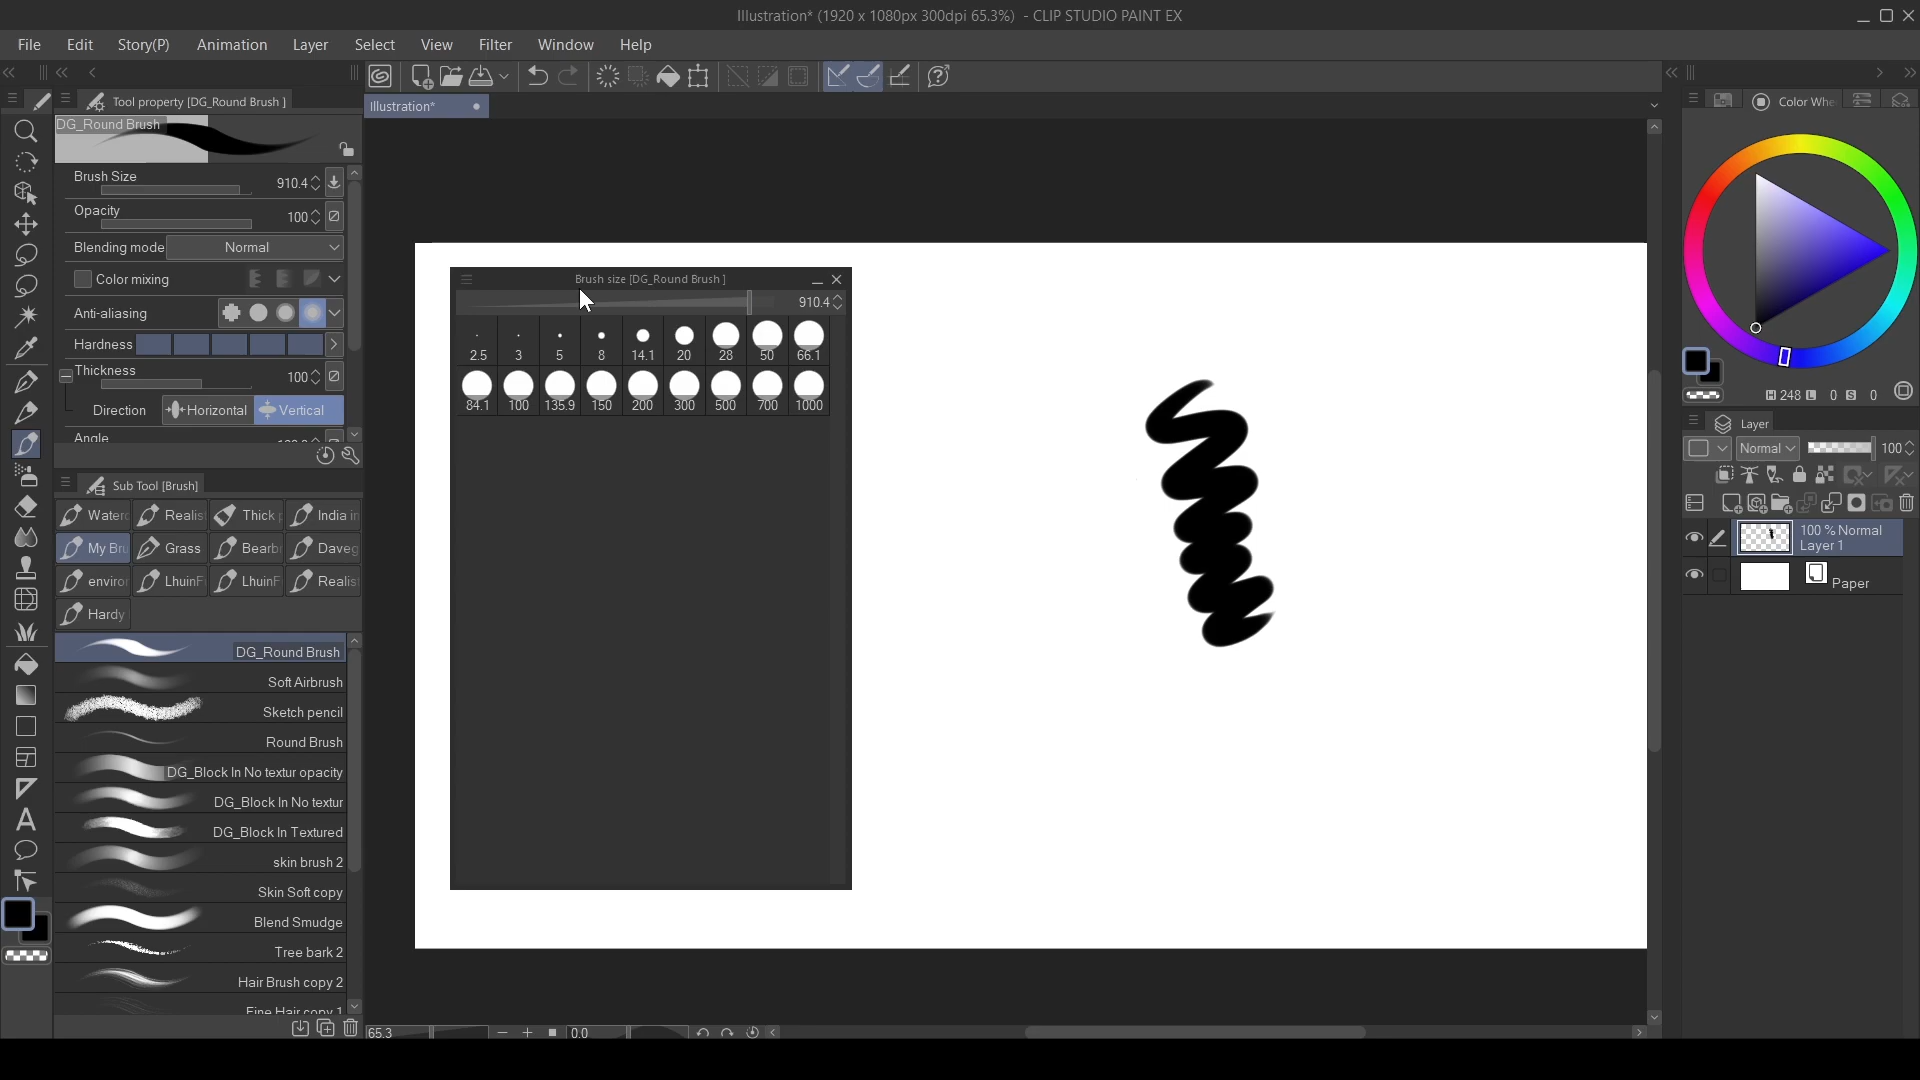 Illustration* (1920 x 1080px 300dpi 65.3%) - CLIP STUDIO PAINT EX
File Edit Story(P) Animation Layer Select View Filter Window Help
Tool property [DG_Round Brush ]
Illustration*
Color Whe
DG_Round Brush
Brush Size 910.4
Opacity 100
Blending mode Normal
Color mixing
Anti-aliasing
Hardness
Thickness 100
Direction Horizontal Vertical
Angle
Sub Tool [Brush]
Water Realis Thick India in
My Bru Grass Bearb Daveg
enviror LhuinF LhuinF Realis
Hardy
DG_Round Brush
Soft Airbrush
Sketch pencil
Round Brush
DG_Block In No textur opacity
DG_Block In No textur
DG_Block In Textured
skin brush 2
Skin Soft copy
Blend Smudge
Tree bark 2
Hair Brush copy 2
Fine Hair copy 1
Brush size [DG_Round Brush ]
910.4
2.5 3 5 8 14.1 20 28 50 66.1
84.1 100 135.9 150 200 300 500 700 1000
65.3 0.0
H 248 L 0 S 0
Layer
Normal 100
100 % Normal
Layer 1
Paper